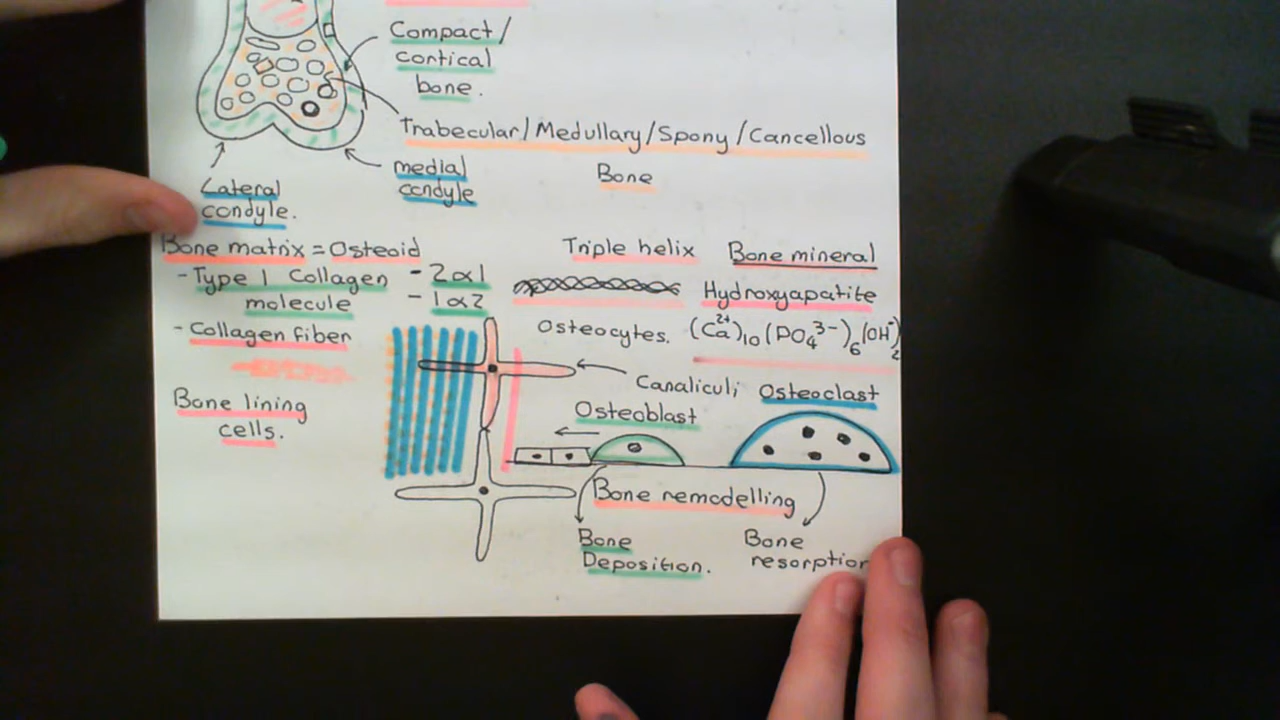 Compact/
cortical
bone.
Trabecular/Medullary/Spony/Cancellous
Bone
medial
condyle
Lateral
condyle.
Bone matrix = Osteoid
- Type 1 Collagen
molecule
- 2α1
- 1α2
- Collagen fiber
Triple helix
Bone mineral
Hydroxyapatite
(Ca²⁺)₁₀(PO₄³⁻)₆(OH⁻)₂
Osteocytes.
Canaliculi
Bone lining
cells.
Osteoblast
Osteoclast
Bone remodelling
Bone
Deposition.
Bone
resorption